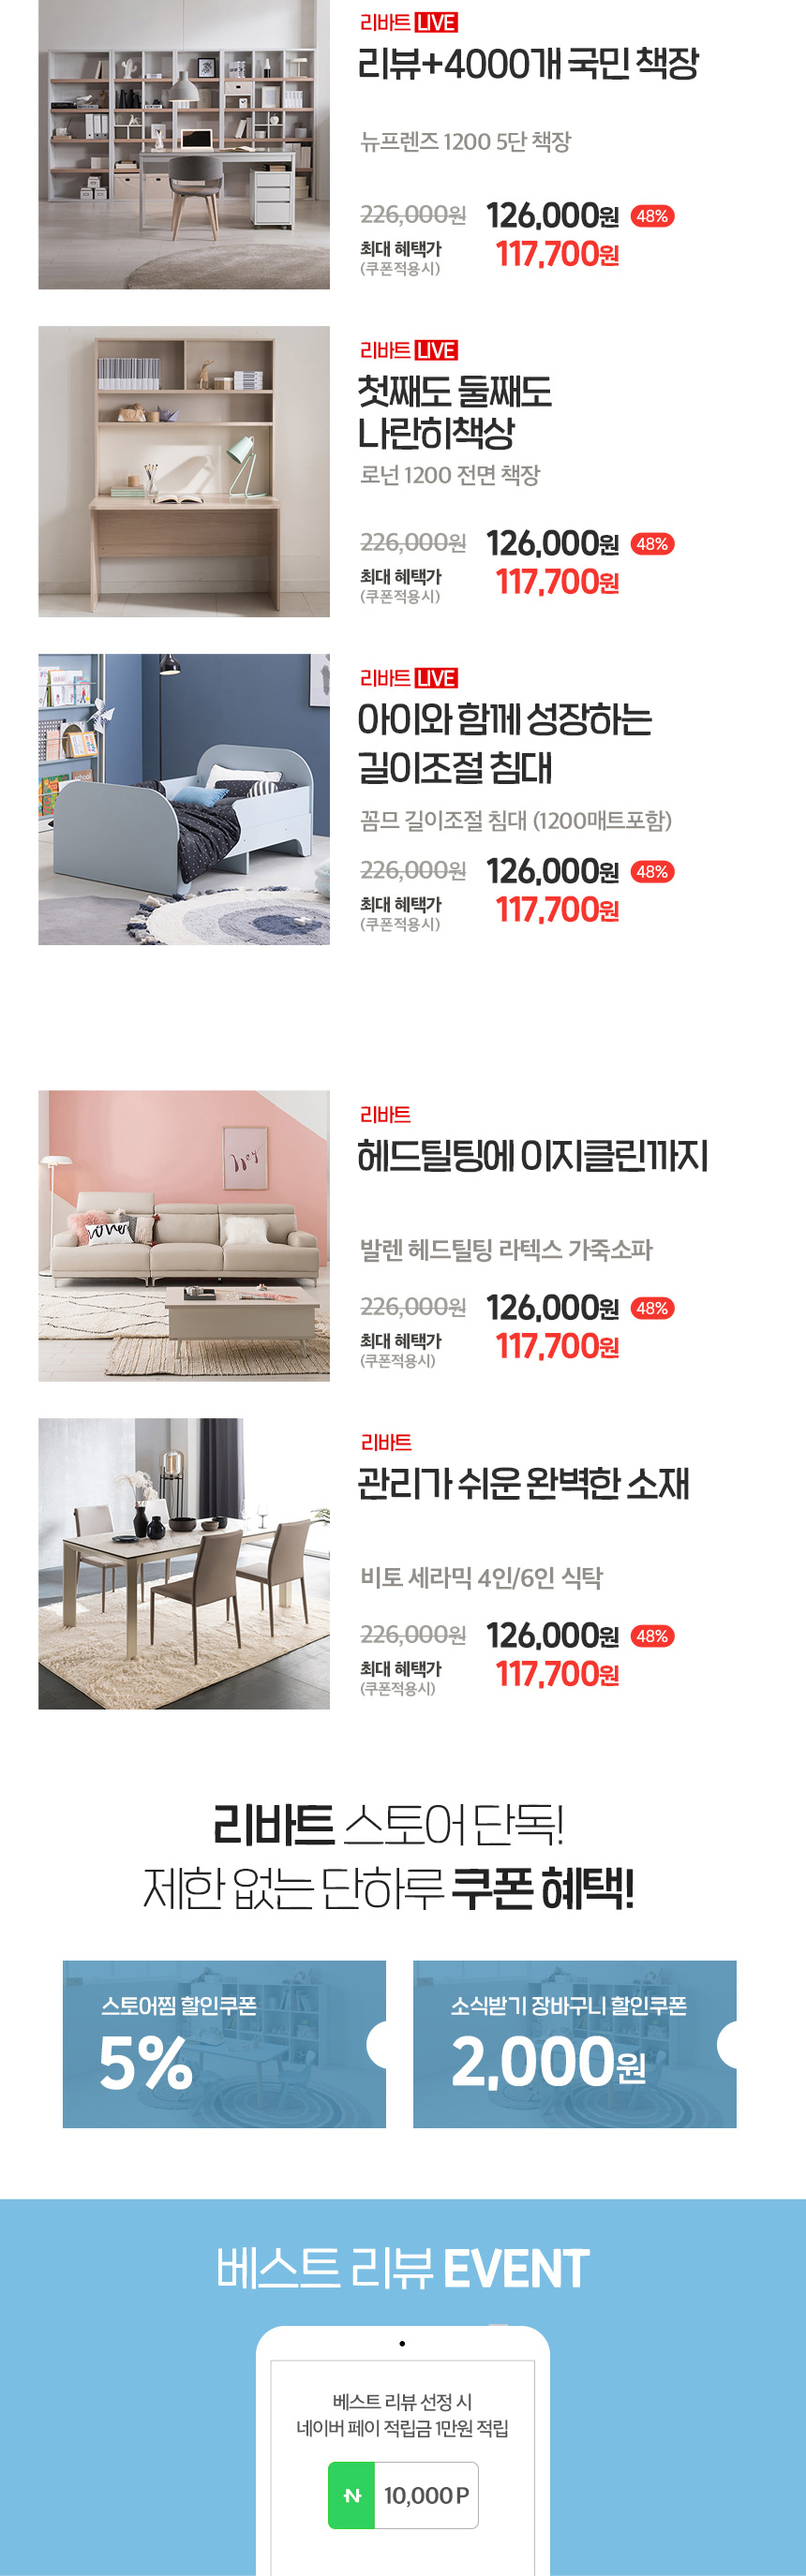 리바트 LIVE
리뷰+4000개 국민 책장
뉴프렌즈 1200 5단 책장
226,000원 126,000원 48%
최대 혜택가 117,700원
(쿠폰적용시)
리바트 LIVE
첫째도 둘째도
나란히책상
로넌 1200 전면 책장
226,000원 126,000원 48%
최대 혜택가 117,700원
(쿠폰적용시)
리바트 LIVE
아이와 함께 성장하는
길이조절 침대
꼼므 길이조절 침대 (1200매트포함)
226,000원 126,000원 48%
최대 혜택가 117,700원
(쿠폰적용시)
hey
love
리바트
헤드틸팅에 이지클린까지
발렌 헤드틸팅 라텍스 가죽소파
226,000원 126,000원 48%
최대 혜택가 117,700원
(쿠폰적용시)
리바트
관리가 쉬운 완벽한 소재
비토 세라믹 4인/6인 식탁
226,000원 126,000원 48%
최대 혜택가 117,700원
(쿠폰적용시)
리바트 스토어 단독!
제한 없는 단하루 쿠폰 혜택!
스토어찜 할인쿠폰
5%
소식받기 장바구니 할인쿠폰
2,000원
베스트 리뷰 EVENT
베스트 리뷰 선정 시
네이버 페이 적립금 1만원 적립
N 10,000 P